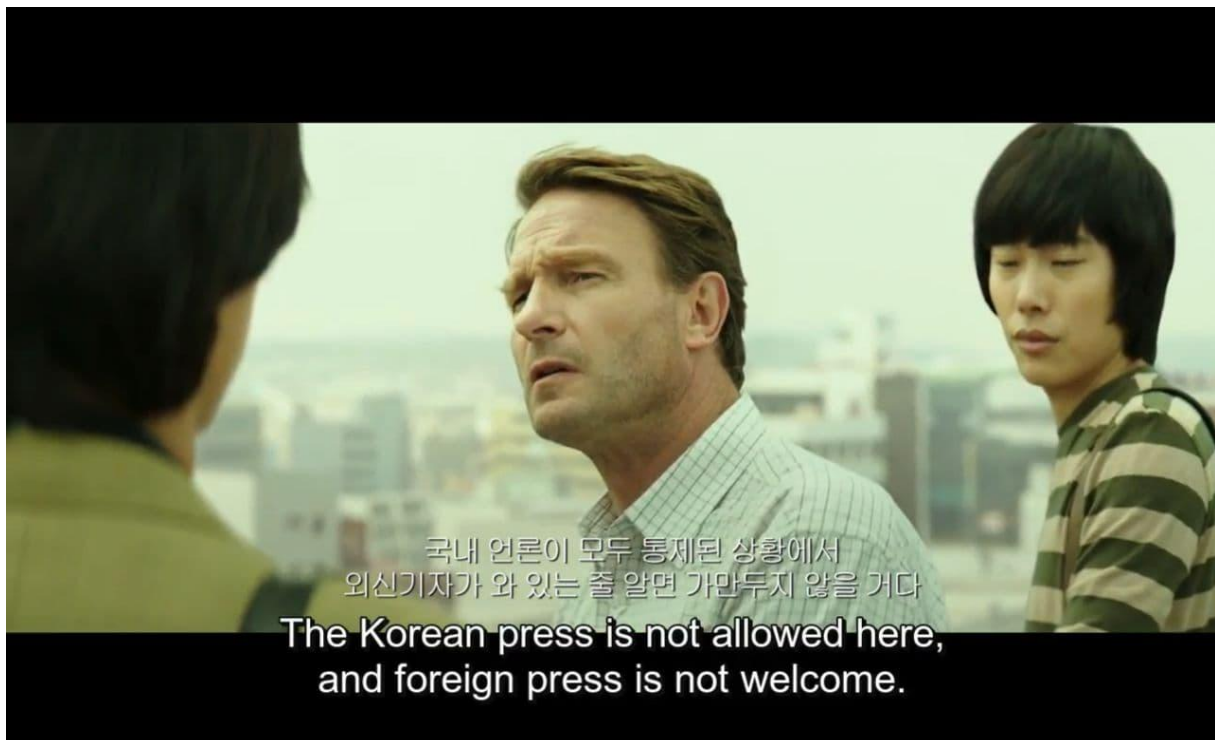 국내 언론이 모두 통제된 상황에서
외신기자가 와 있는 줄 알면 가만두지 않을 거다
The Korean press is not allowed here,
and foreign press is not welcome.